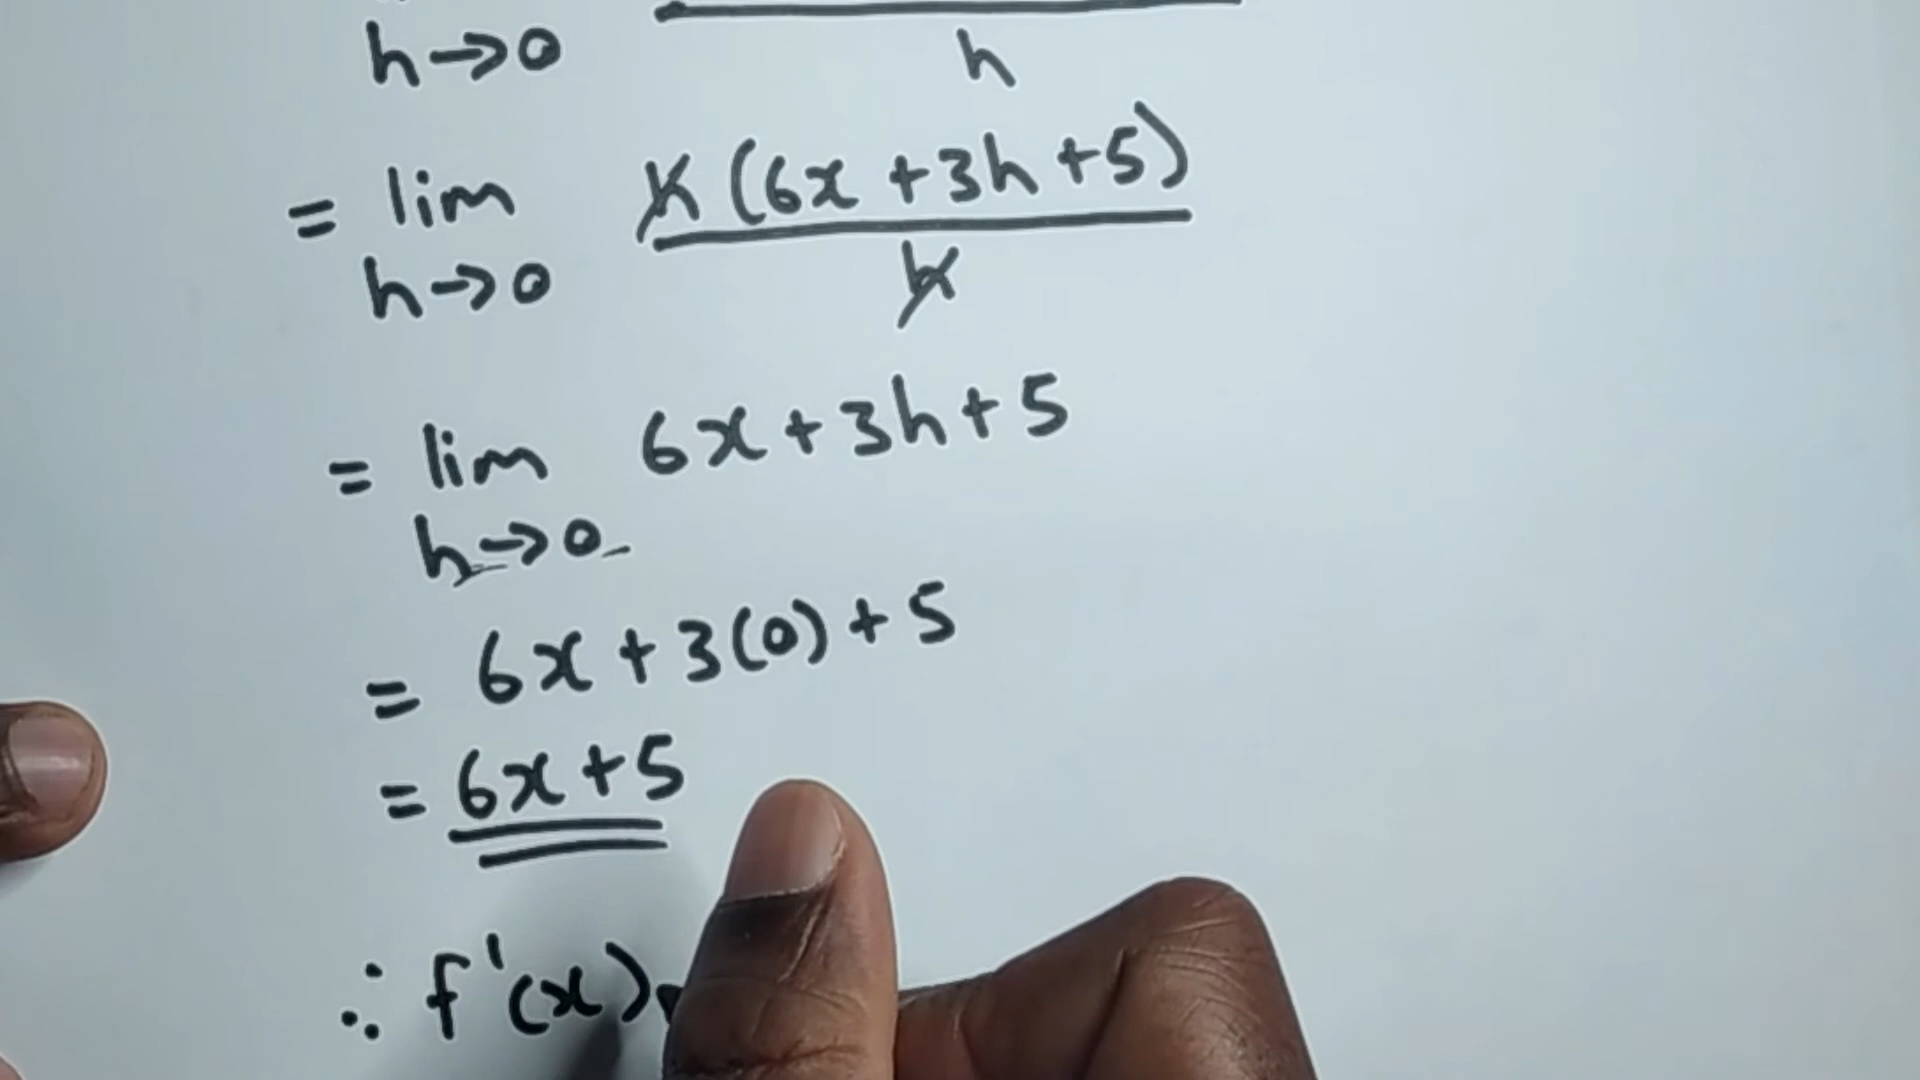 h→0 h
= lim h(6x+3h+5)
h→0 h
= lim 6x+3h+5
h→0
= 6x+3(0)+5
= 6x+5
∴ f'(x)